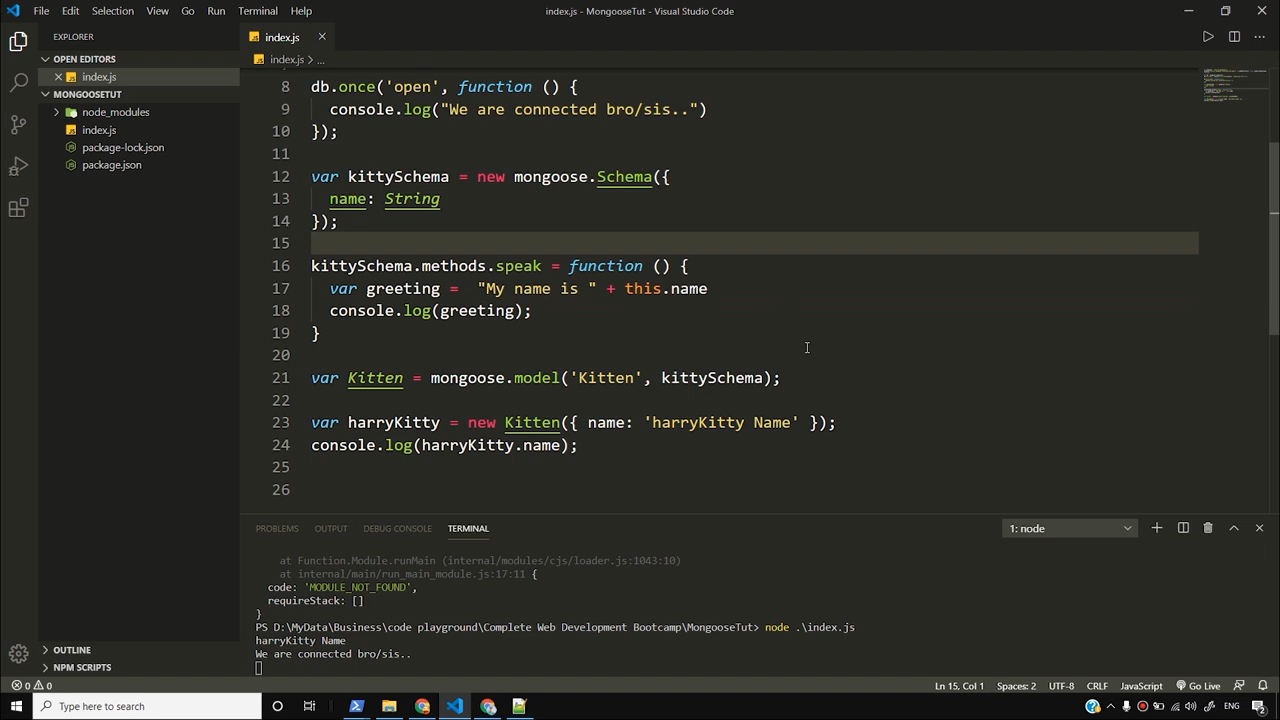 File Edit Selection View Go Run Terminal Help
index.js - MongooseTut - Visual Studio Code
EXPLORER
OPEN EDITORS
index.js
MONGOOSETUT
node_modules
index.js
package-lock.json
package.json
OUTLINE
NPM SCRIPTS
index.js
index.js > ...
8 db.once('open', function () {
9 console.log("We are connected bro/sis..")
10 });
11
12 var kittySchema = new mongoose.Schema({
13 name: String
14 });
15
16 kittySchema.methods.speak = function () {
17 var greeting = "My name is " + this.name
18 console.log(greeting);
19 }
20
21 var Kitten = mongoose.model('Kitten', kittySchema);
22
23 var harryKitty = new Kitten({ name: 'harryKitty Name' });
24 console.log(harryKitty.name);
25
26
PROBLEMS OUTPUT DEBUG CONSOLE TERMINAL
1: node
at Function.Module.runMain (internal/modules/cjs/loader.js:1043:10)
at internal/main/run_main_module.js:17:11 {
code: 'MODULE_NOT_FOUND',
requireStack: []
}
PS D:\MyData\Business\code playground\Complete Web Development Bootcamp\MongooseTut> node .\index.js
harryKitty Name
We are connected bro/sis..
0 0
Ln 15, Col 1 Spaces: 2 UTF-8 CRLF JavaScript Go Live
Type here to search
ENG
2